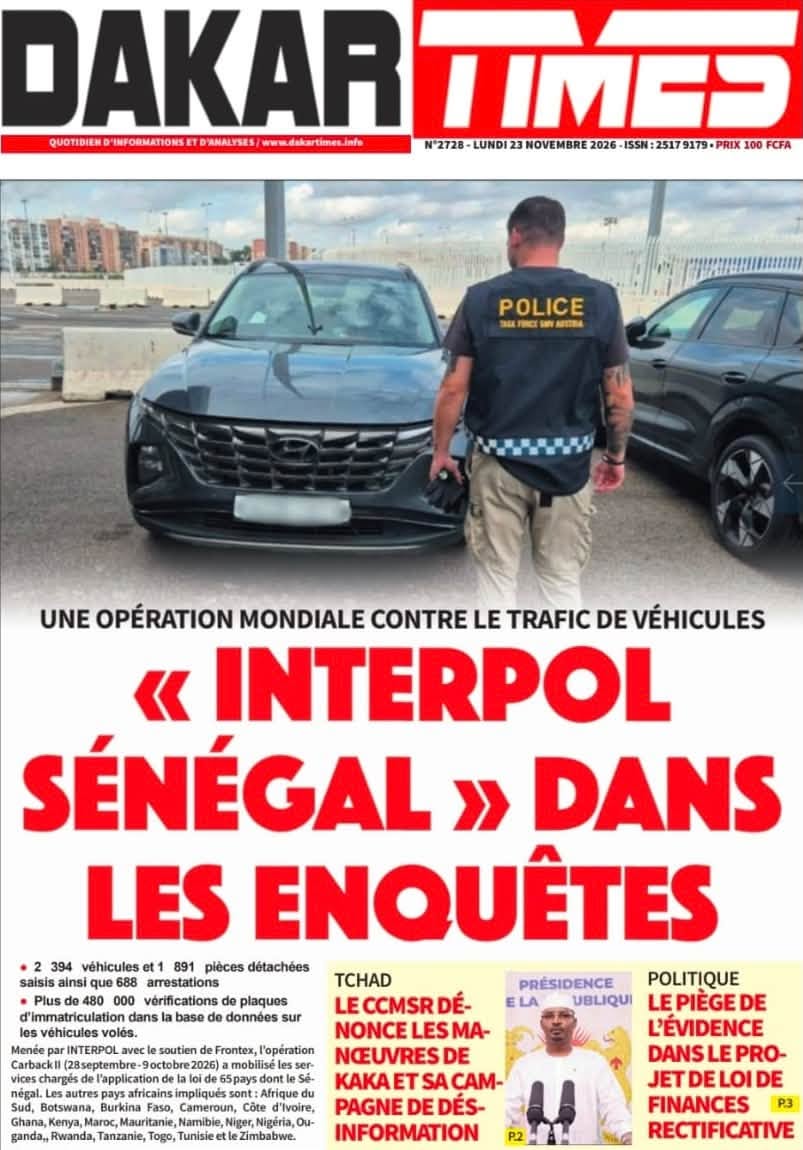 DAKAR TIMES
QUOTIDIEN D'INFORMATIONS ET D'ANALYSES / www.dakartimes.info
N°2728 - LUNDI 23 NOVEMBRE 2026 - ISSN : 2517 9179 • PRIX 100 FCFA
POLICE
TASK FORCE SMV AUSTRIA
UNE OPÉRATION MONDIALE CONTRE LE TRAFIC DE VÉHICULES
« INTERPOL
SÉNÉGAL » DANS
LES ENQUÊTES
• 2 394 véhicules et 1 891 pièces détachées
saisis ainsi que 688 arrestations
• Plus de 480 000 vérifications de plaques
d'immatriculation dans la base de données sur
les véhicules volés.
Menée par INTERPOL avec le soutien de Frontex, l'opération
Carback II (28 septembre - 9 octobre 2026) a mobilisé les ser-
vices chargés de l'application de la loi de 65 pays dont le Sé-
négal. Les autres pays africains impliqués sont : Afrique du
Sud, Botswana, Burkina Faso, Cameroun, Côte d'Ivoire,
Ghana, Kenya, Maroc, Mauritanie, Namibie, Niger, Nigéria, Ou-
ganda,, Rwanda, Tanzanie, Togo, Tunisie et le Zimbabwe.
TCHAD
LE CCMSR DÉ-
NONCE LES MA-
NŒUVRES DE
KAKA ET SA CAM-
PAGNE DE DÉS-
INFORMATION
PRÉSIDENCE
E LA UBLIQU
P.2
POLITIQUE
LE PIÈGE DE
L'ÉVIDENCE
DANS LE PRO-
JET DE LOI DE
FINANCES
P.3
RECTIFICATIVE